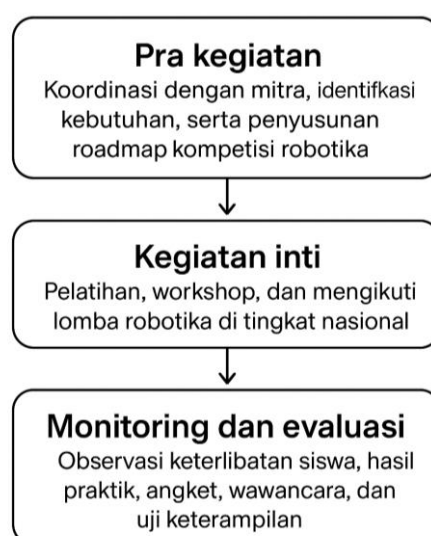 Pra kegiatan
Koordinasi dengan mitra, identifkasi
kebutuhan, serta penyusunan
roadmap kompetisi robotika
Kegiatan inti
Pelatihan, workshop, dan mengikuti
lomba robotika di tingkat nasional
Monitoring dan evaluasi
Observasi keterlibatan siswa, hasil
praktik, angket, wawancara, dan
uji keterampilan